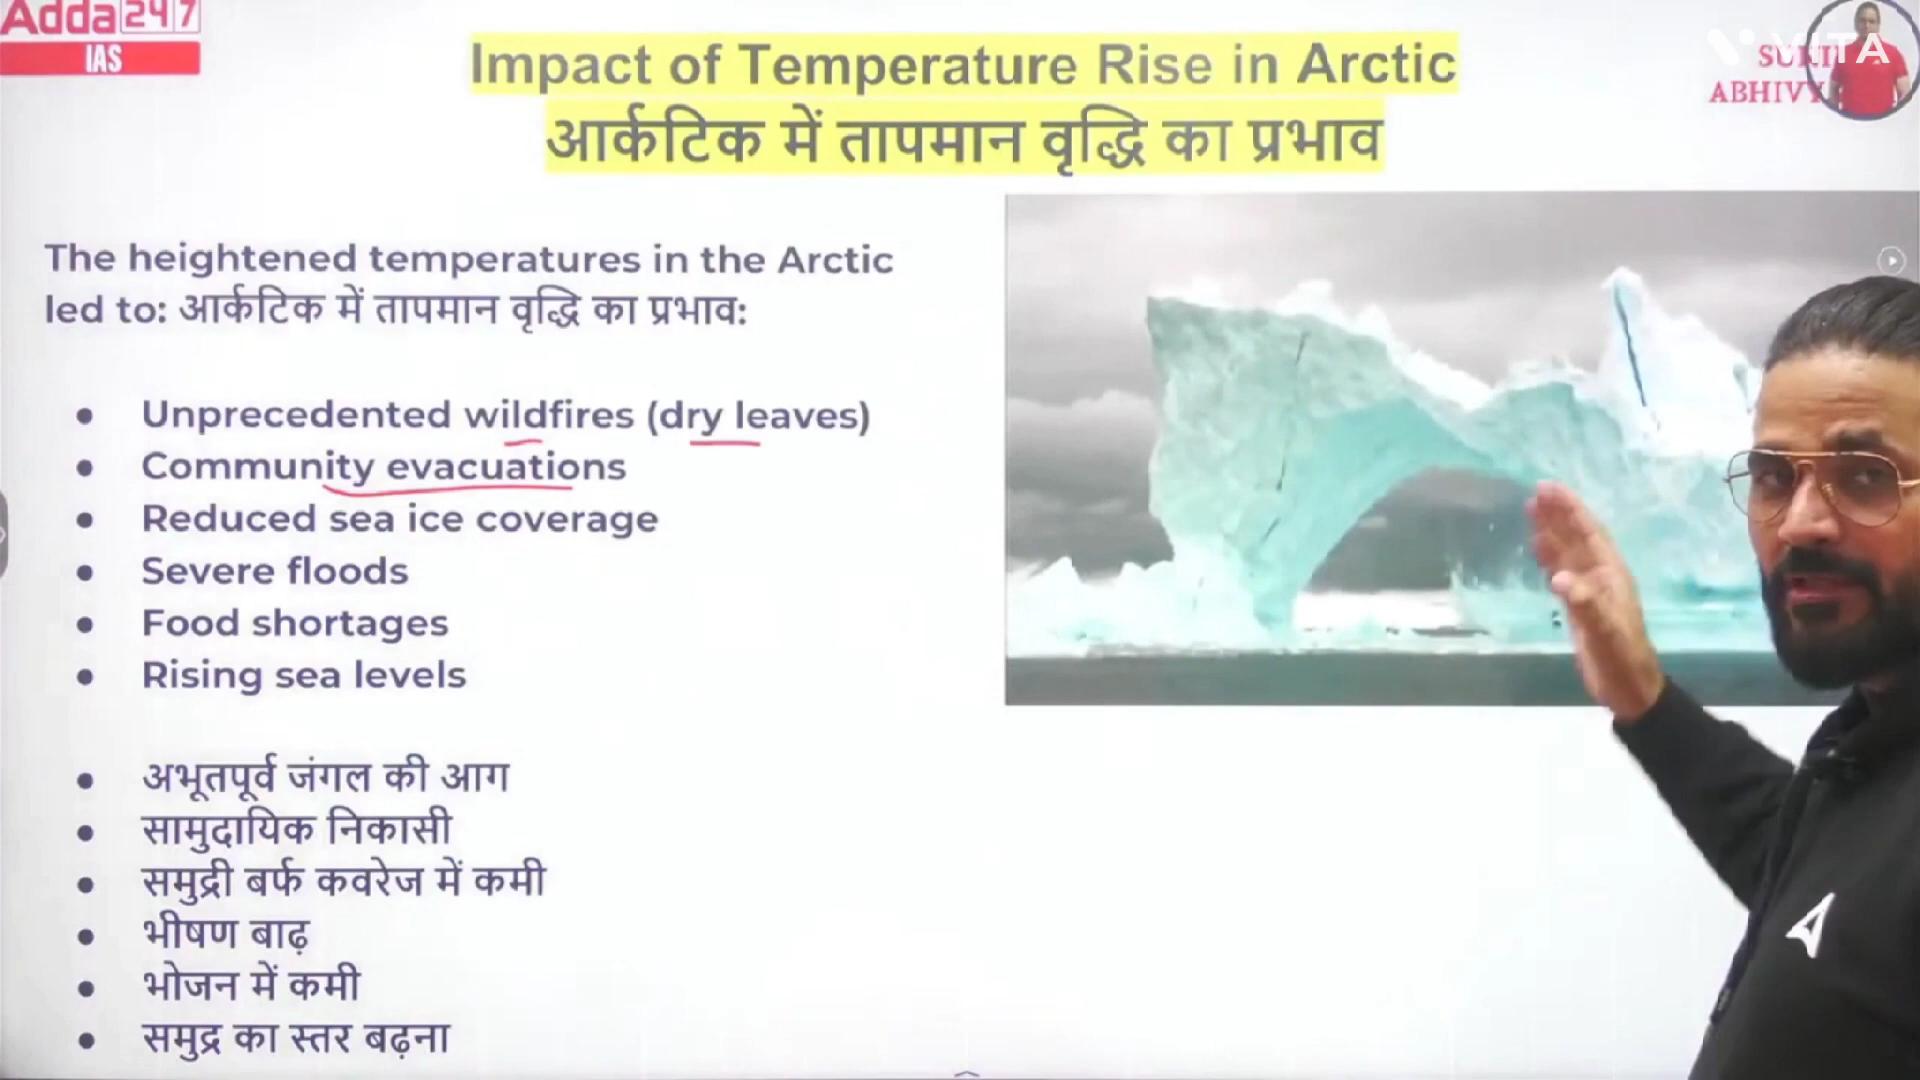 Adda247
IAS
VITA
Impact of Temperature Rise in Arctic
आर्कटिक में तापमान वृद्धि का प्रभाव
The heightened temperatures in the Arctic
led to: आर्कटिक में तापमान वृद्धि का प्रभाव:
Unprecedented wildfires (dry leaves)
Community evacuations
Reduced sea ice coverage
Severe floods
Food shortages
Rising sea levels
अभूतपूर्व जंगल की आग
सामुदायिक निकासी
समुद्री बर्फ कवरेज में कमी
भीषण बाढ़
भोजन में कमी
समुद्र का स्तर बढ़ना